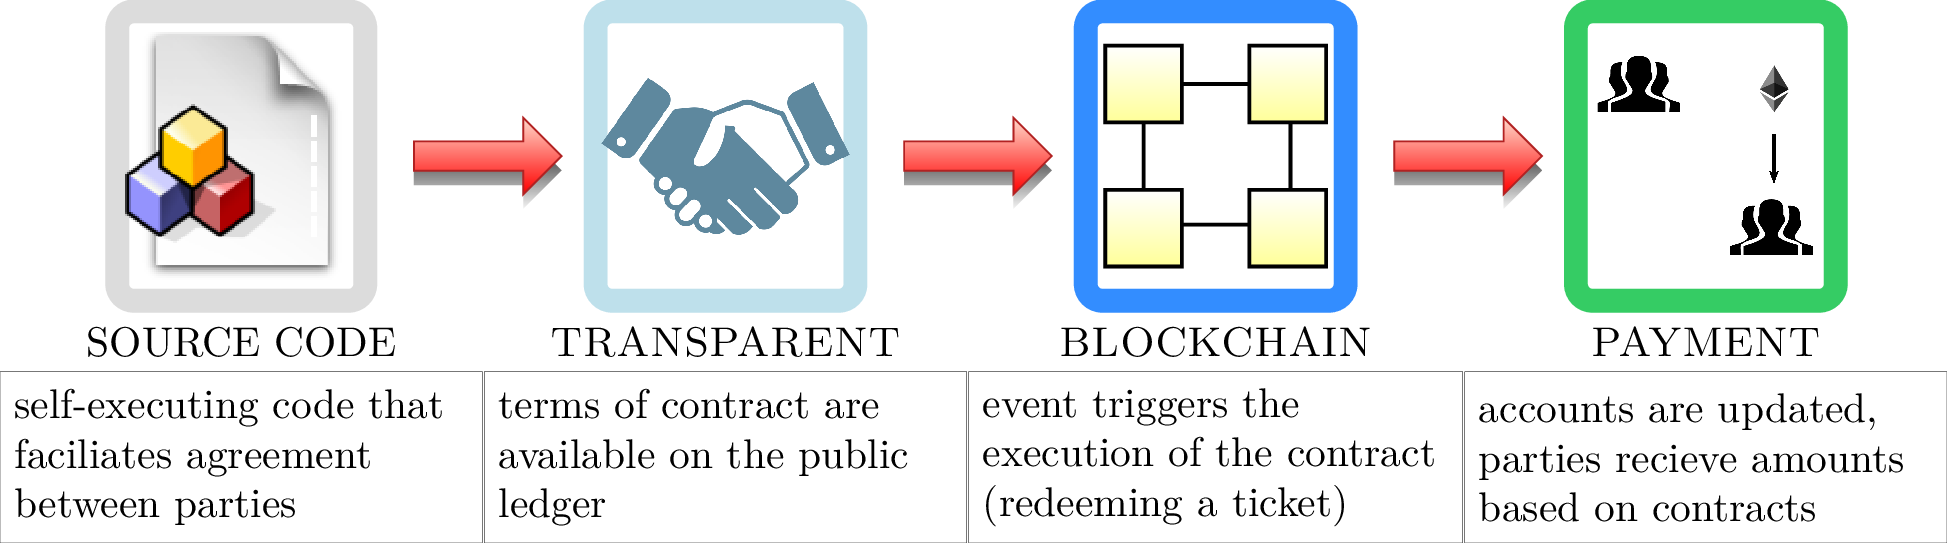 SOURCE CODE
self-executing code that
faciliates agreement
between parties
TRANSPARENT
terms of contract are
available on the public
ledger
BLOCKCHAIN
event triggers the
execution of the contract
(redeeming a ticket)
PAYMENT
accounts are updated,
parties recieve amounts
based on contracts